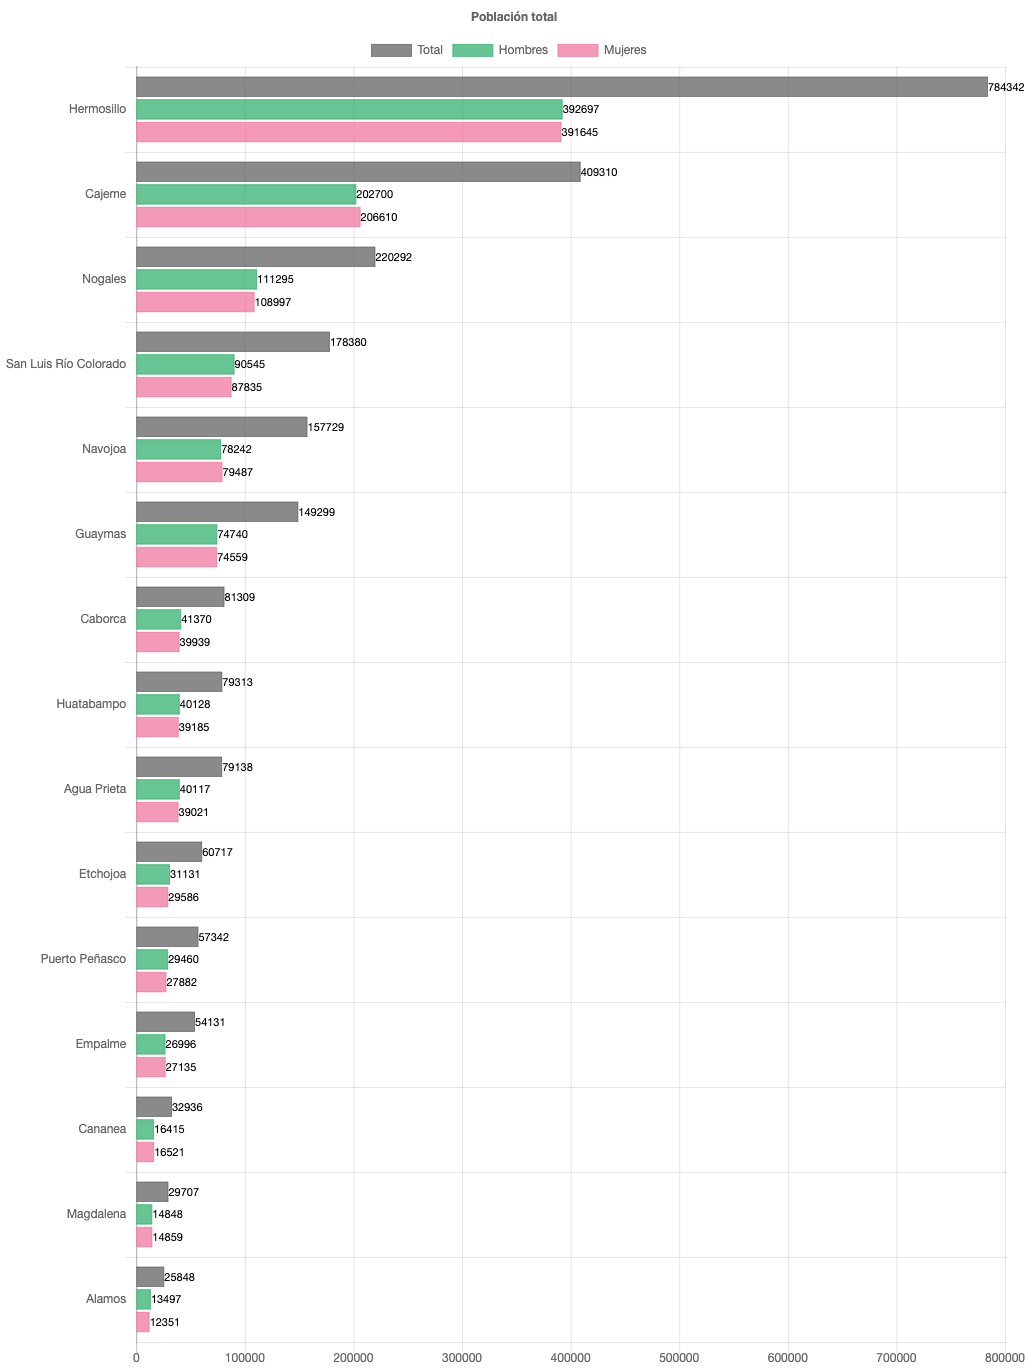 Población total
Total Hombres Mujeres
784342
Hermosillo 392697
391645
409310
Cajeme 202700
206610
220292
Nogales 111295
108997
178380
San Luis Río Colorado 90545
87835
157729
Navojoa 78242
79487
149299
Guaymas 74740
74559
81309
Caborca 41370
39939
79313
Huatabampo 40128
39185
79138
Agua Prieta 40117
39021
60717
Etchojoa 31131
29586
57342
Puerto Peñasco 29460
27882
54131
Empalme 26996
27135
32936
Cananea 16415
16521
29707
Magdalena 14848
14859
25848
Alamos 13497
12351
0 100000 200000 300000 400000 500000 600000 700000 800000